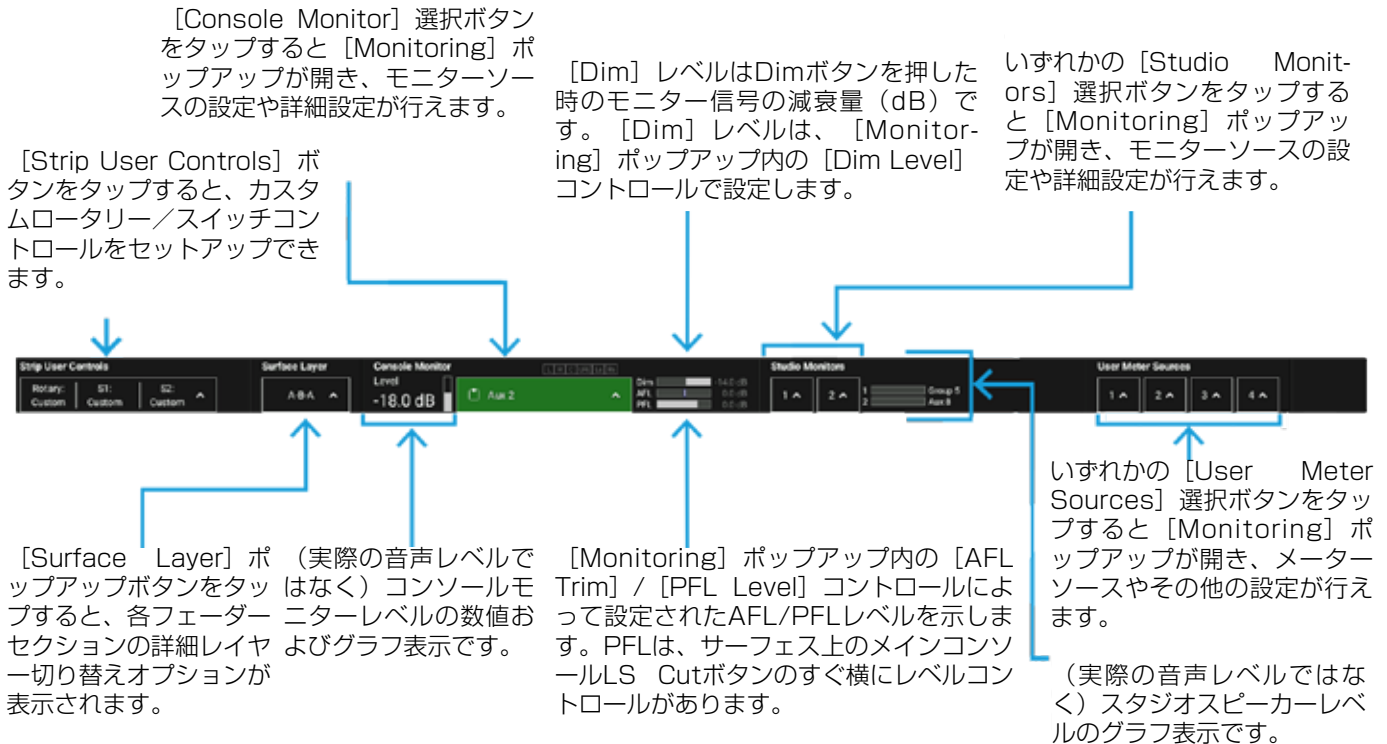 ［Console Monitor］選択ボタン
をタップすると［Monitoring］ポ
ップアップが開き、モニターソー
スの設定や詳細設定が行えます。
［Dim］レベルはDimボタンを押した
時のモニター信号の減衰量（dB）で
す。［Dim］レベルは、［Monitor-
ing］ポップアップ内の［Dim Level］
コントロールで設定します。
いずれかの［Studio Monit-
ors］選択ボタンをタップする
と［Monitoring］ポップアッ
プが開き、モニターソースの設
定や詳細設定が行えます。
［Strip User Controls］ボ
タンをタップすると、カスタ
ムロータリー／スイッチコン
トロールをセットアップでき
ます。
Strip User Controls
Rotary: Custom
S1: Custom
S2: Custom
Surface Layer
A-B-A
Console Monitor
Level
-18.0 dB
Aux 2
Dim -14.0 dB
AFL 0.0 dB
PFL 0.0 dB
Studio Monitors
1 2
1 Group 5
2 Aux 8
User Meter Sources
1 2 3 4
［Surface Layer］ポ
ップアップボタンをタッ
プすると、各フェーダー
セクションの詳細レイヤ
ー切り替えオプションが
表示されます。
（実際の音声レベルで
はなく）コンソールモ
ニターレベルの数値お
よびグラフ表示です。
［Monitoring］ポップアップ内の［AFL
Trim］/［PFL Level］コントロールによ
って設定されたAFL/PFLレベルを示しま
す。PFLは、サーフェス上のメインコンソ
ールLS Cutボタンのすぐ横にレベルコン
トロールがあります。
いずれかの［User Meter
Sources］選択ボタンをタッ
プすると［Monitoring］ポ
ップアップが開き、メーター
ソースやその他の設定が行え
ます。
（実際の音声レベルではな
く）スタジオスピーカーレベ
ルのグラフ表示です。